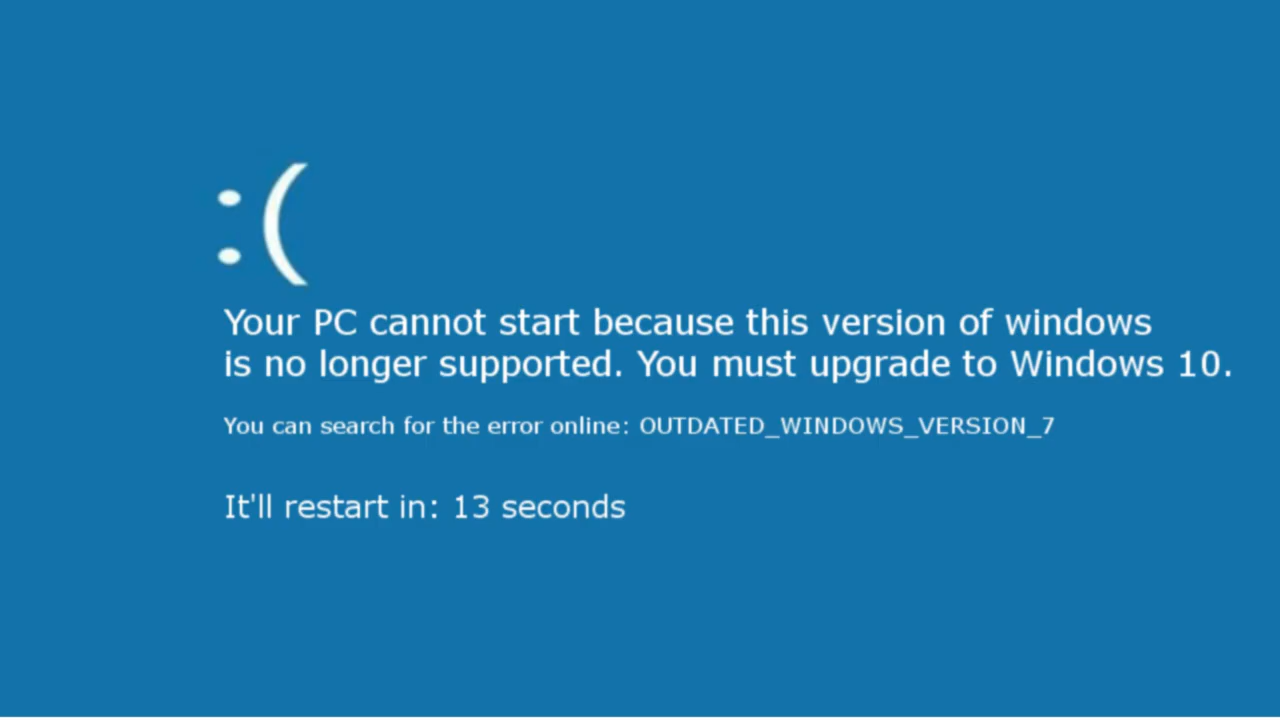 :(
Your PC cannot start because this version of windows
is no longer supported. You must upgrade to Windows 10.
You can search for the error online: OUTDATED_WINDOWS_VERSION_7
It'll restart in: 13 seconds